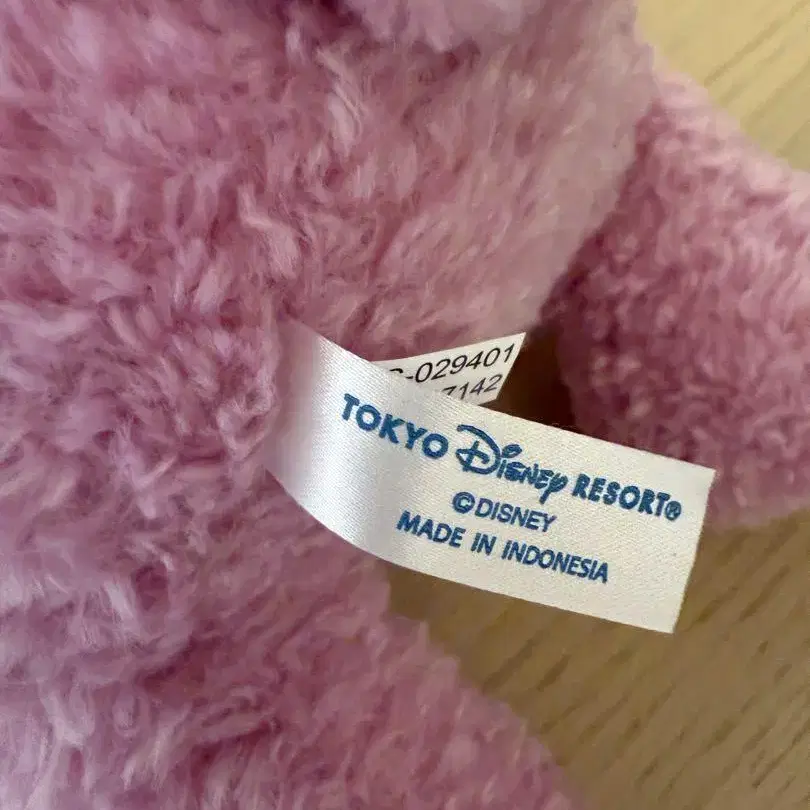 -029401
7142
TOKYO Disney RESORT®
©DISNEY
MADE IN INDONESIA